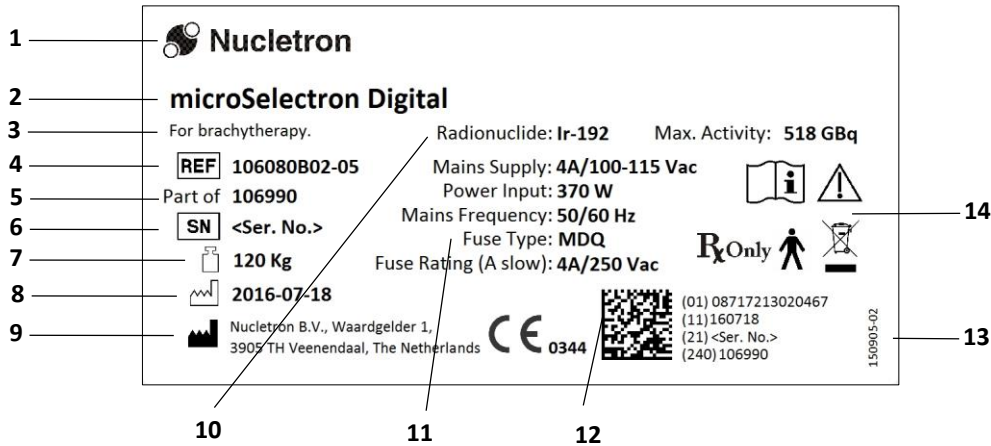 1
Nucletron
2
microSelectron Digital
3
For brachytherapy.
Radionuclide: Ir-192
Max. Activity: 518 GBq
4
REF 106080B02-05
Mains Supply: 4A/100-115 Vac
5
Part of 106990
Power Input: 370 W
6
SN <Ser. No.>
Mains Frequency: 50/60 Hz
Fuse Type: MDQ
14
RxOnly
7
120 Kg
Fuse Rating (A slow): 4A/250 Vac
8
2016-07-18
9
Nucletron B.V., Waardgelder 1,
3905 TH Veenendaal, The Netherlands
CE 0344
(01) 08717213020467
(11)160718
(21) <Ser. No.>
(240) 106990
150905-02
13
10
11
12